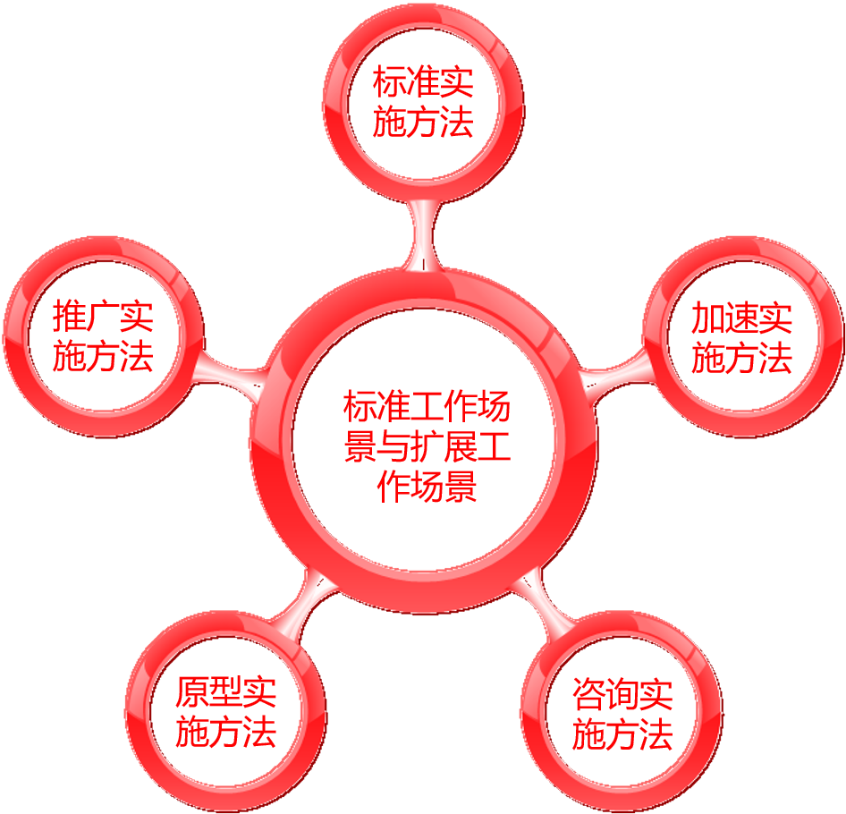 标准实
施方法
推广实
施方法
加速实
施方法
标准工作场
景与扩展工
作场景
原型实
施方法
咨询实
施方法